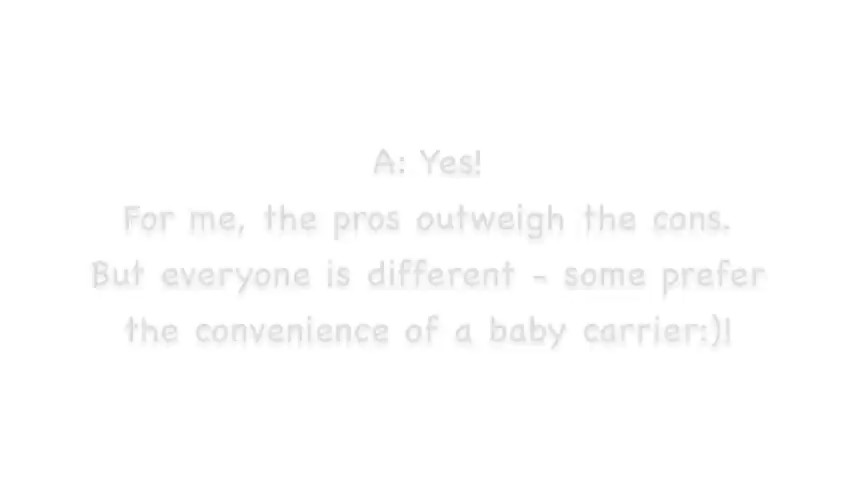 A: Yes!
For me, the pros outweigh the cons.
But everyone is different - some prefer
the convenience of a baby carrier:)!